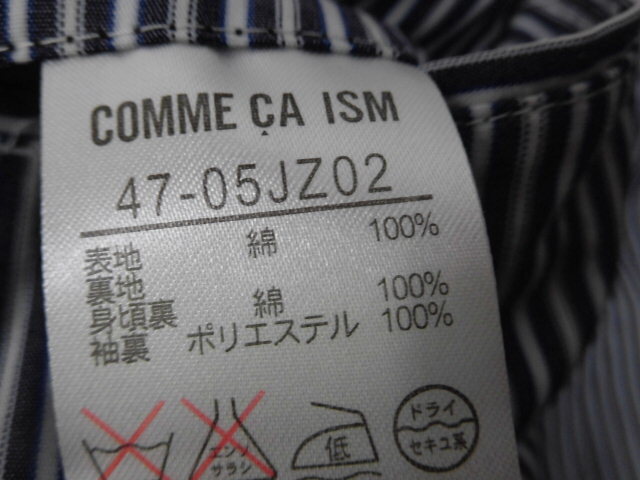 COMME ÇA ISM
47-05JZ02
表地 綿 100%
裏地
身頃裏 綿 100%
袖裏 ポリエステル 100%
エンソ
サラシ
低
ドライ
セキユ系